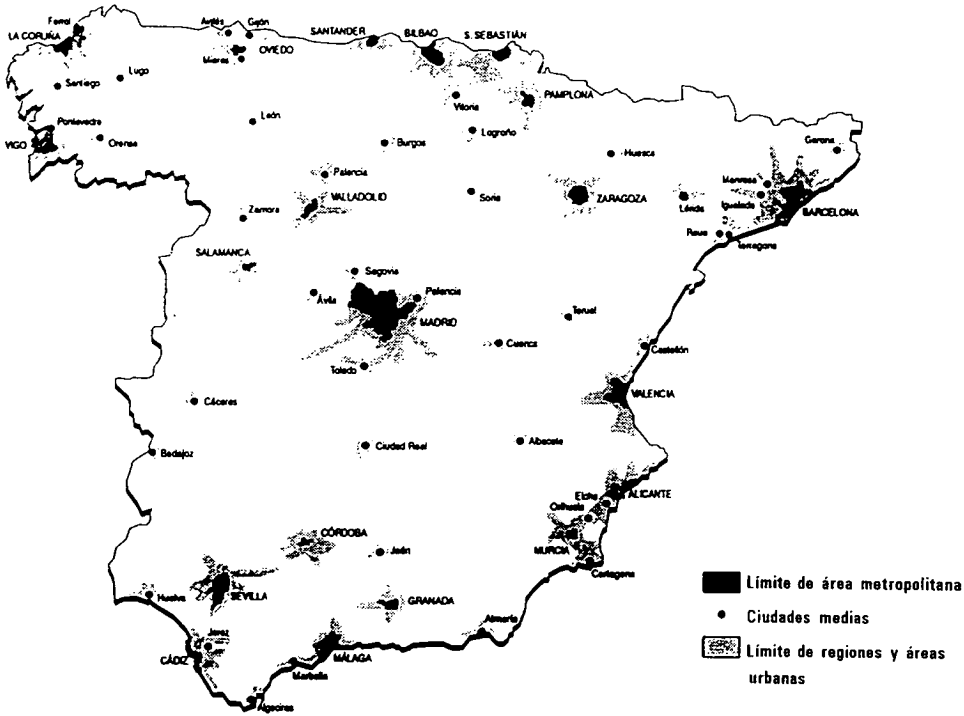 Ferrol
LA CORUÑA
Avilés
Gijón
OVIEDO
Mieres
SANTANDER
BILBAO
S. SEBASTIÁN
Santiago
Lugo
Vitoria
PAMPLONA
León
Pontevedra
VIGO
Orense
Logroño
Burgos
Huesca
Gerona
Palencia
VALLADOLID
Soria
ZARAGOZA
Lérida
Manresa
Igualada
BARCELONA
Zamora
Reus
Tarragona
SALAMANCA
Segovia
Ávila
Palencia
MADRID
Teruel
Cuenca
Castellón
Toledo
VALENCIA
Cáceres
Badajoz
Ciudad Real
Albacete
Elche
ALICANTE
Orihuela
MURCIA
Cartagena
CÓRDOBA
Jaén
SEVILLA
Huelva
GRANADA
Almería
Jerez
CÁDIZ
MÁLAGA
Marbella
Algeciras
Límite de área metropolitana
Ciudades medias
Límite de regiones y áreas
urbanas